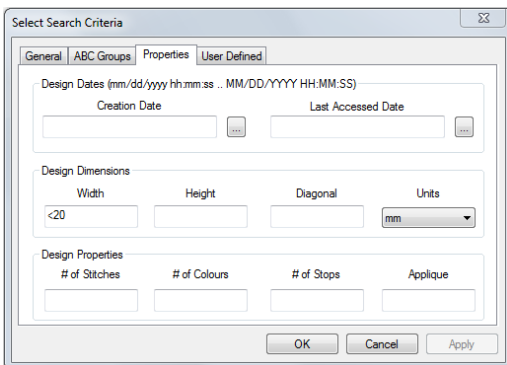 Select Search Criteria
General ABC Groups Properties User Defined
Design Dates (mm/dd/yyyy hh:mm:ss .. MM/DD/YYYY HH:MM:SS)
Creation Date Last Accessed Date
... ...
Design Dimensions
Width Height Diagonal Units
<20 mm
Design Properties
# of Stitches # of Colours # of Stops Applique
OK Cancel Apply